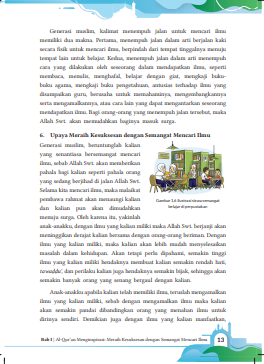 Generasi muslim, kalimat menempuh jalan untuk mencari ilmu
memiliki dua makna. Pertama, menempuh jalan dalam arti berjalan kaki
secara fisik untuk mencari ilmu, berpindah dari tempat tinggalnya menuju
tempat lain untuk belajar. Kedua, menempuh jalan dalam arti menempuh
cara yang dilakukan oleh seseorang dalam mendapatkan ilmu, seperti
membaca, menulis, menghafal, belajar dengan giat, mengkaji buku-
buku agama, mengkaji buku pengetahuan, antusias terhadap ilmu yang
disampaikan guru, berusaha untuk memahaminya, mengembangkannya
serta mengamalkannya, atau cara lain yang dapat mengantarkan seseorang
mendapatkan ilmu. Bagi orang-orang yang menempuh jalan tersebut, maka
Allah Swt. akan memudahkan baginya masuk surga.
6. Upaya Meraih Kesuksesan dengan Semangat Mencari Ilmu
Generasi muslim, beruntunglah kalian
yang senantiasa bersemangat mencari
ilmu, sebab Allah Swt. akan memberikan
pahala bagi kalian seperti pahala orang
yang sedang berjihad di jalan Allah Swt.
Selama kita mencari ilmu, maka malaikat
pembawa rahmat akan menaungi kalian
dan kalian pun akan dimudahkan
menuju surga. Oleh karena itu, yakinlah
anak-anakku, dengan ilmu yang kalian miliki maka Allah Swt. berjanji akan
meninggikan derajat kalian bersama dengan orang-orang beriman. Dengan
ilmu yang kalian miliki, maka kalian akan lebih mudah menyelesaikan
masalah dalam kehidupan. Akan tetapi perlu dipahami, semakin tinggi
ilmu yang kalian miliki hendaknya membuat kalian semakin rendah hati,
tawaddu', dan perilaku kalian juga hendaknya semakin bijak, sehingga akan
semakin banyak orang yang senang bergaul dengan kalian.
Anak-anakku apabila kalian telah memiliki ilmu, teruslah mengamalkan
ilmu yang kalian miliki, sebab dengan mengamalkan ilmu maka kalian
akan semakin pandai dibandingkan orang yang menahan ilmu untuk
dirinya sendiri. Demikian juga dengan ilmu yang kalian manfaatkan,
Gambar 1.6 Ilustrasi siswa semangat
belajar di perpustakaan
Bab I | Al-Qur'an Menginspirasi: Meraih Kesuksesan dengan Semangat Mencari Ilmu
13